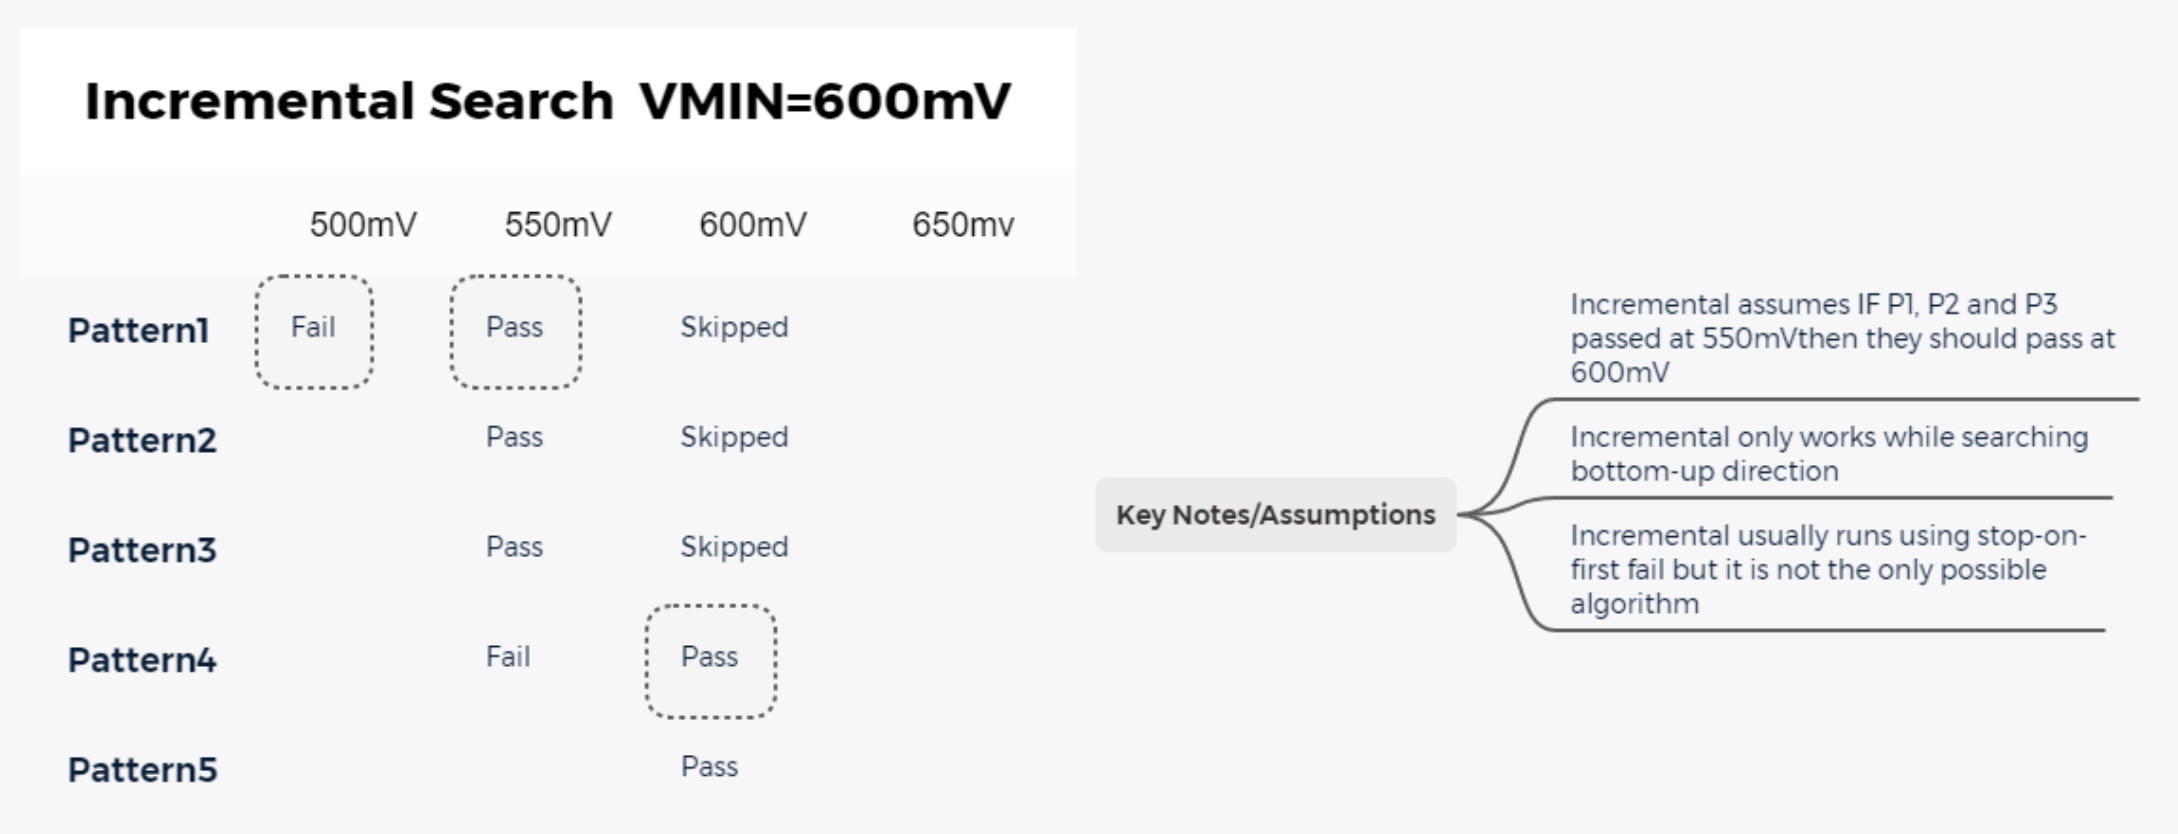 Incremental Search VMIN=600mV
500mV 550mV 600mV 650mv
Pattern1 Fail Pass Skipped
Pattern2 Pass Skipped
Pattern3 Pass Skipped
Pattern4 Fail Pass
Pattern5 Pass
Key Notes/Assumptions
Incremental assumes IF P1, P2 and P3
passed at 550mVthen they should pass at
600mV
Incremental only works while searching
bottom-up direction
Incremental usually runs using stop-on-
first fail but it is not the only possible
algorithm